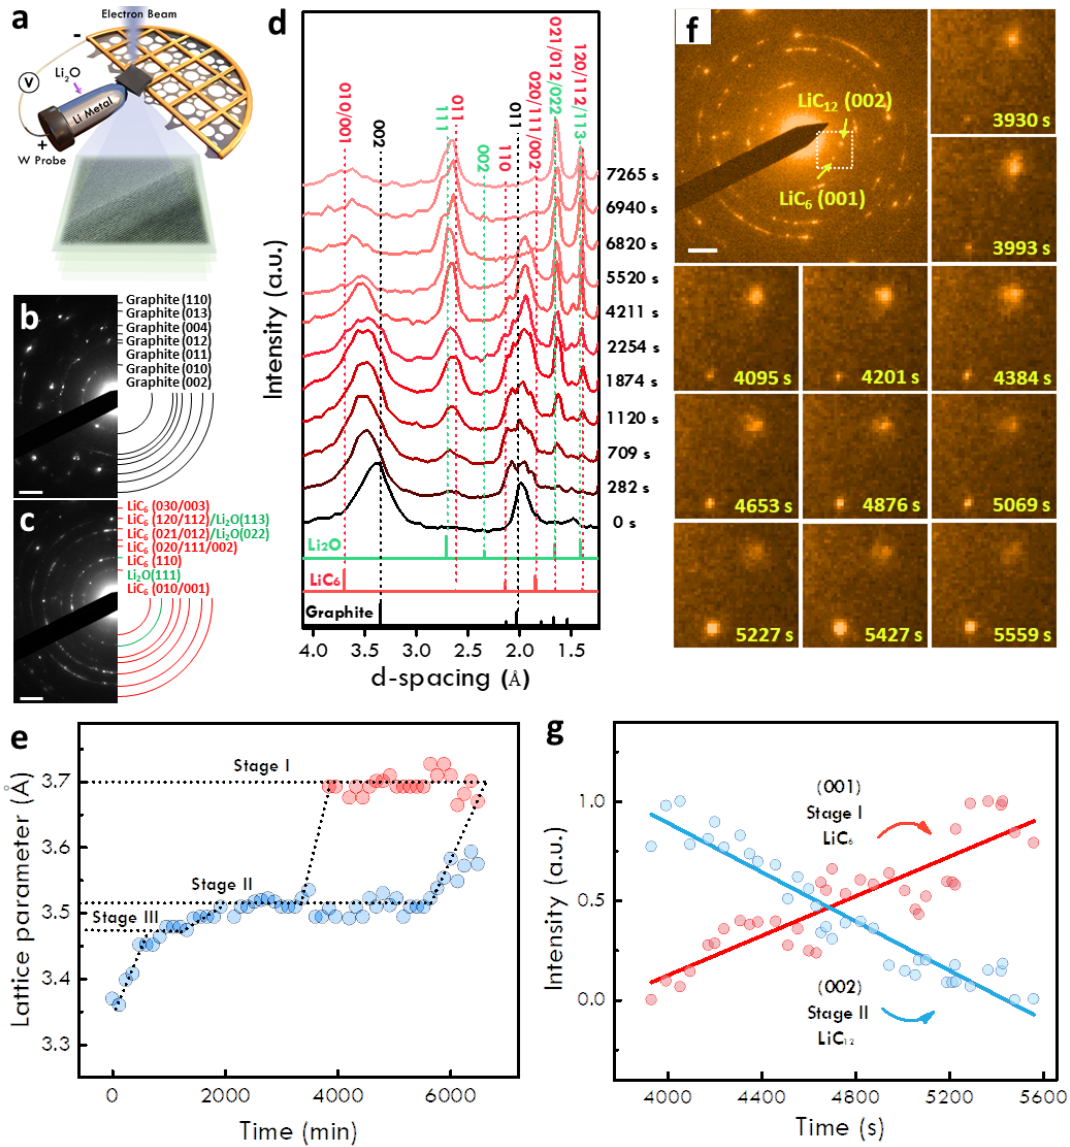 a
Electron Beam
-
Li2O
V
Li Metal
+
W Probe
b
Graphite (110)
Graphite (013)
Graphite (004)
Graphite (012)
Graphite (011)
Graphite (010)
Graphite (002)
c
LiC6 (030/003)
LiC6 (120/112)/Li2O(113)
LiC6 (021/012)/Li2O(022)
LiC6 (020/111/002)
LiC6 (110)
Li2O(111)
LiC6 (010/001)
d
010/001
002
111
011
002
110
011
020/111/002
021/012/022
120/112/113
7265 s
6940 s
6820 s
5520 s
4211 s
2254 s
1874 s
1120 s
709 s
282 s
0 s
Li2O
LiC6
Graphite
Intensity (a.u.)
4.0 3.5 3.0 2.5 2.0 1.5
d-spacing (Å)
f
LiC12 (002)
LiC6 (001)
3930 s
3993 s
4095 s
4201 s
4384 s
4653 s
4876 s
5069 s
5227 s
5427 s
5559 s
e
Lattice parameter (Å)
3.7
3.6
3.5
3.4
3.3
Stage I
Stage II
Stage III
0 2000 4000 6000
Time (min)
g
Intensity (a.u.)
1.0
0.5
0.0
(001)
Stage I
LiC6
(002)
Stage II
LiC12
4000 4400 4800 5200 5600
Time (s)